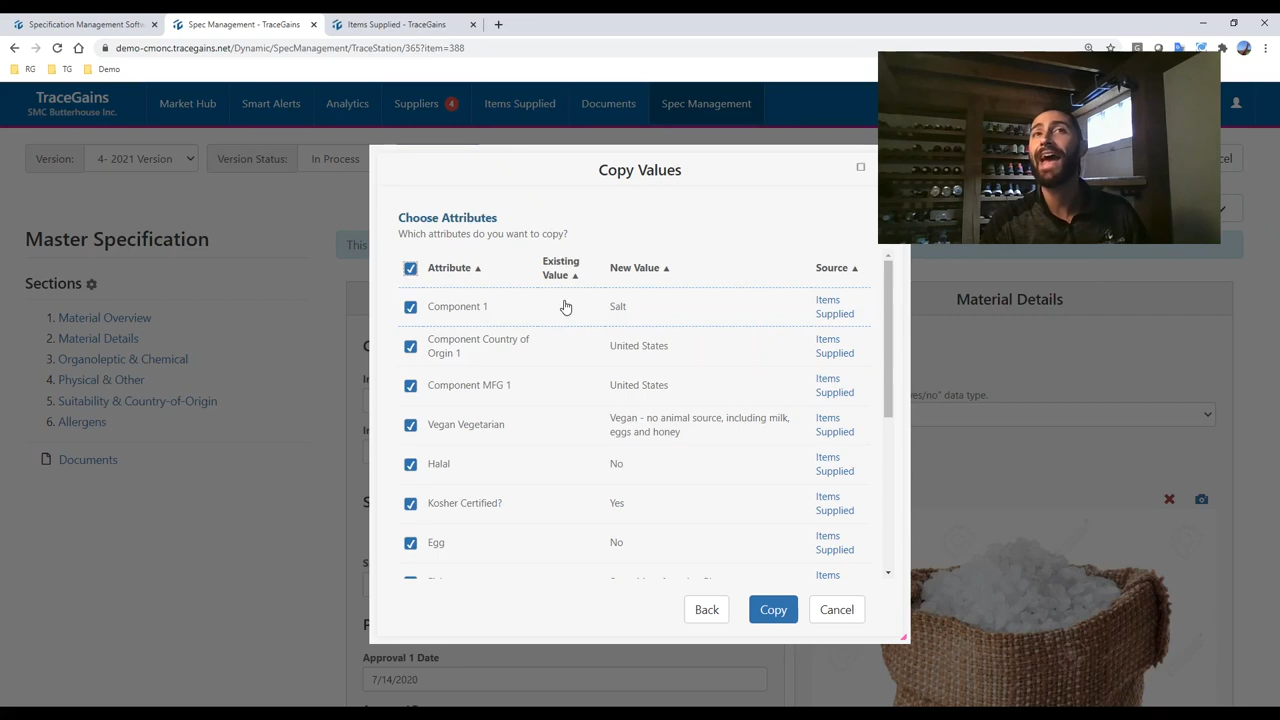 Specification Management Softw
Spec Management - TraceGains
Items Supplied - TraceGains
demo-cmonc.tracegains.net/Dynamic/SpecManagement/TraceStation/365?item=388
RG
TG
Demo
TraceGains
SMC Butterhouse Inc.
Market Hub
Smart Alerts
Analytics
Suppliers 4
Items Supplied
Documents
Spec Management
Version:
4- 2021 Version
Version Status:
In Process
Master Specification
This
Sections
1. Material Overview
2. Material Details
3. Organoleptic & Chemical
4. Physical & Other
5. Suitability & Country-of-Origin
6. Allergens
Documents
Copy Values
Choose Attributes
Which attributes do you want to copy?
Attribute ▲
Existing
Value ▲
New Value ▲
Source ▲
Component 1
Salt
Items
Supplied
Component Country of
Orgin 1
United States
Items
Supplied
Component MFG 1
United States
Items
Supplied
Vegan Vegetarian
Vegan - no animal source, including milk,
eggs and honey
Items
Supplied
Halal
No
Items
Supplied
Kosher Certified?
Yes
Items
Supplied
Egg
No
Items
Supplied
Items
Back
Copy
Cancel
Material Details
es/no" data type.
Approval 1 Date
7/14/2020